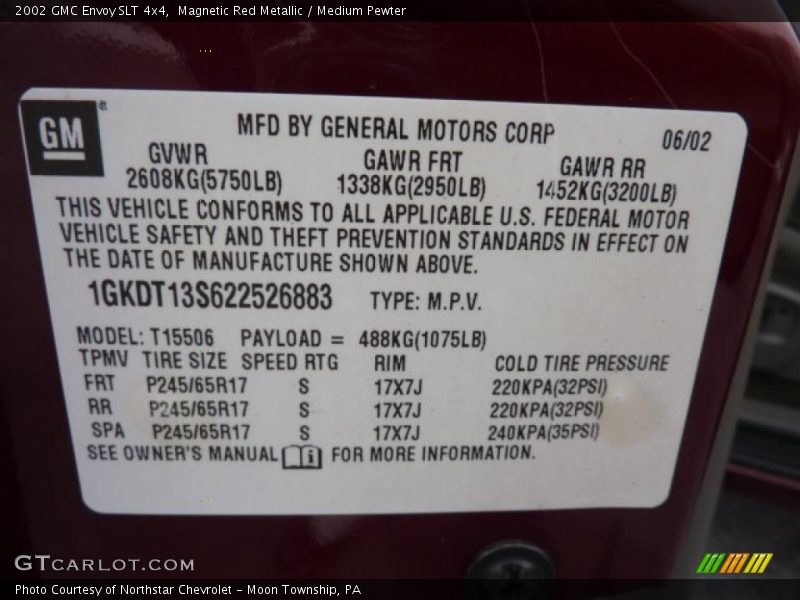 2002 GMC Envoy SLT 4x4,  Magnetic Red Metallic / Medium Pewter
GM
MFD BY GENERAL MOTORS CORP
06/02
GVWR GAWR FRT GAWR RR
2608KG(5750LB) 1338KG(2950LB) 1452KG(3200LB)
THIS VEHICLE CONFORMS TO ALL APPLICABLE U.S. FEDERAL MOTOR
VEHICLE SAFETY AND THEFT PREVENTION STANDARDS IN EFFECT ON
THE DATE OF MANUFACTURE SHOWN ABOVE.
1GKDT13S622526883 TYPE: M.P.V.
MODEL: T15506 PAYLOAD = 488KG(1075LB)
TPMV TIRE SIZE SPEED RTG RIM COLD TIRE PRESSURE
FRT P245/65R17 S 17X7J 220KPA(32PSI)
RR P245/65R17 S 17X7J 220KPA(32PSI)
SPA P245/65R17 S 17X7J 240KPA(35PSI)
SEE OWNER'S MANUAL i FOR MORE INFORMATION.
GTCARLOT.COM
Photo Courtesy of Northstar Chevrolet - Moon Township, PA